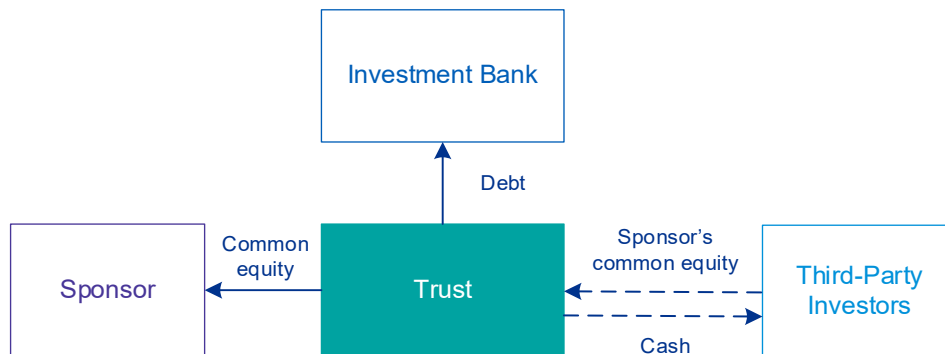 Investment Bank
Debt
Common
equity
Sponsor's
common equity
Sponsor
Trust
Third-Party
Investors
Cash